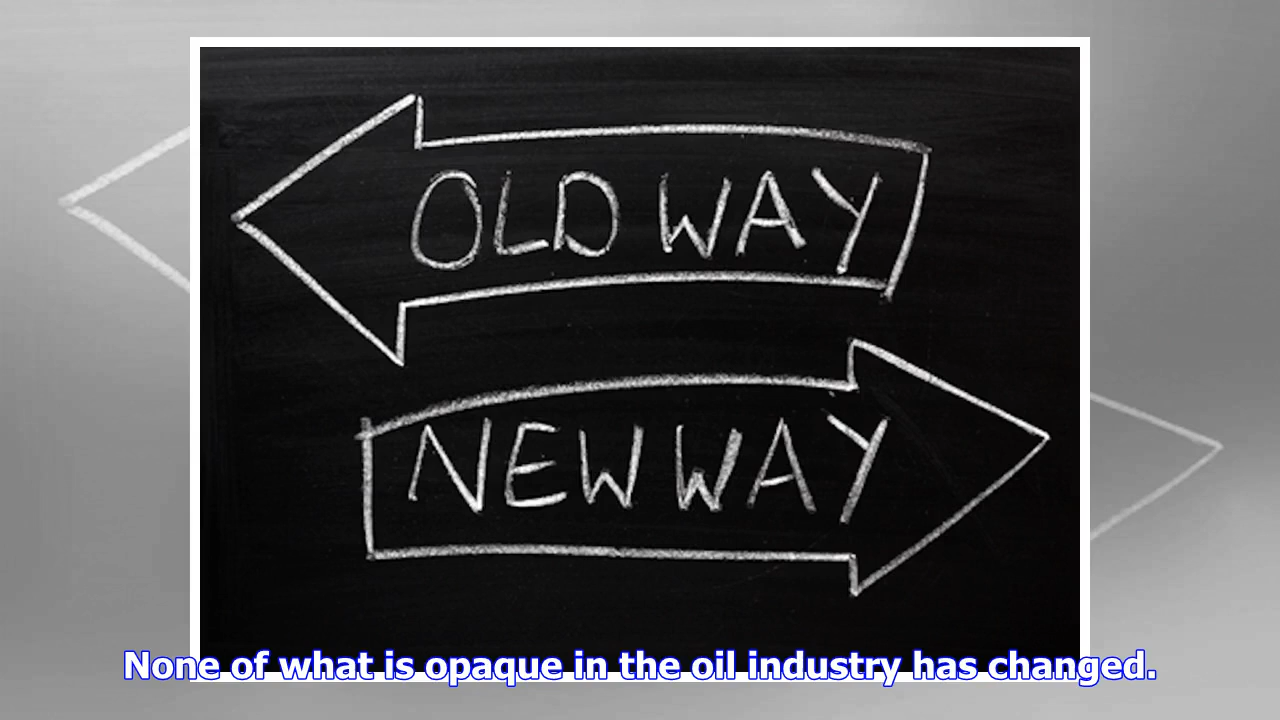 OLD WAY
NEW WAY
None of what is opaque in the oil industry has changed.